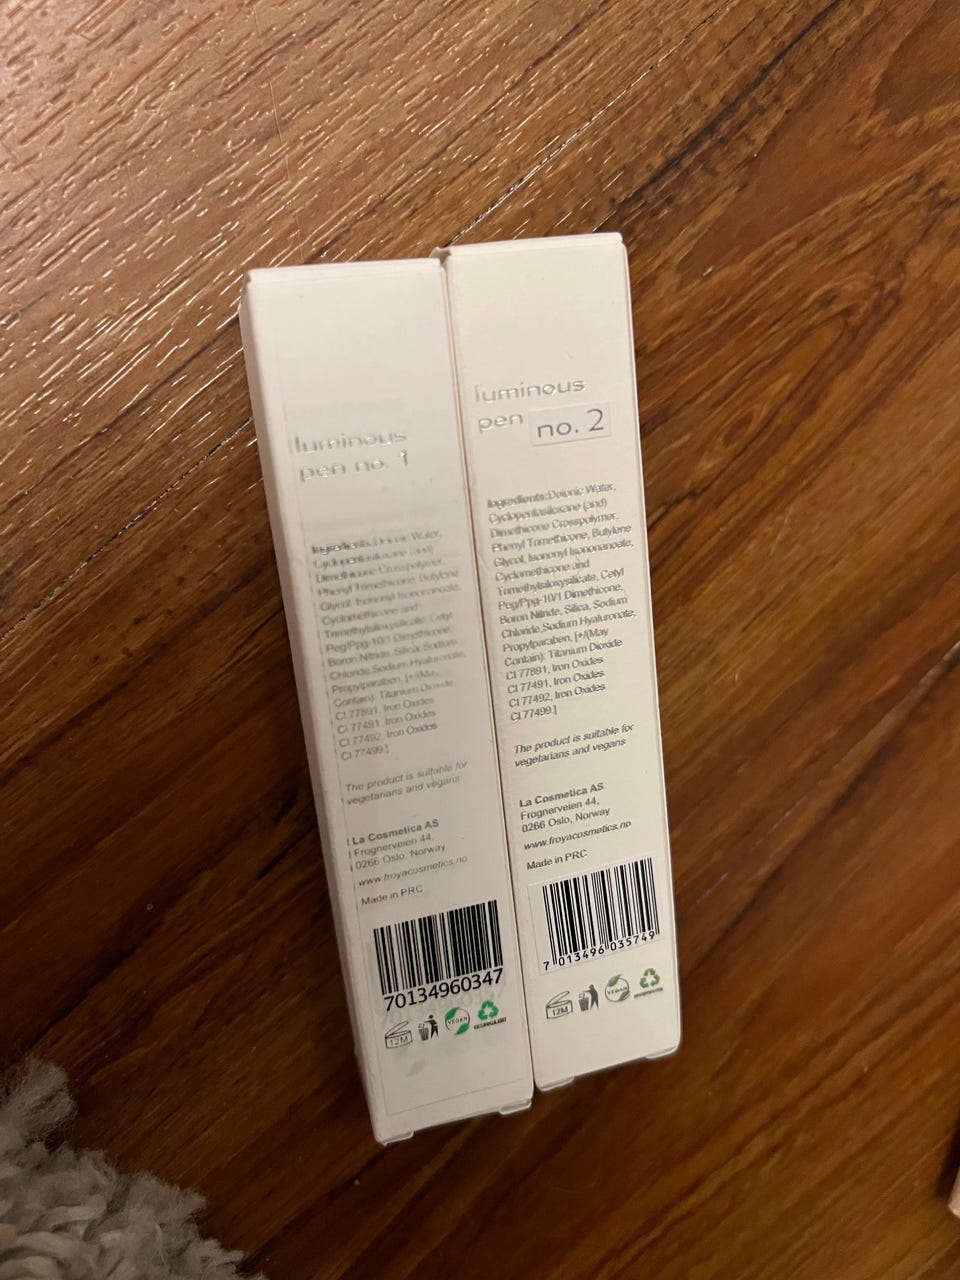 luminous
pen no. 1
Ingredients: Deionic Water,
Cyclopentasiloxane (and)
Dimethicone Crosspolymer,
Phenyl Trimethicone, Butylene
Glycol, Isononyl Isononanoate,
Cyclomethicone and
Trimethylsiloxysilicate, Cetyl
Peg/Ppg-10/1 Dimethicone,
Boron Nitride, Silica, Sodium
Chloride,Sodium Hyaluronate,
Propylparaben, [+/(May
Contain): Titanium Dioxide
CI 77891, Iron Oxides
CI 77491, Iron Oxides
CI 77492, Iron Oxides
CI 77499.]
The product is suitable for
vegetarians and vegans
La Cosmetica AS
Frognerveien 44,
0266 Oslo, Norway
www.froyacosmetics.no
Made in PRC
70134960347
12M
VEGAN
luminous
pen no. 2
Ingredients:Deionic Water,
Cyclopentasiloxane (and)
Dimethicone Crosspolymer,
Phenyl Trimethicone, Butylene
Glycol, Isononyl Isononanoate,
Cyclomethicone and
Trimethylsiloxysilicate, Cetyl
Peg/Ppg-10/1 Dimethicone,
Boron Nitride, Silica, Sodium
Chloride,Sodium Hyaluronate,
Propylparaben, [+/(May
Contain): Titanium Dioxide
CI 77891, Iron Oxides
CI 77491, Iron Oxides
CI 77492, Iron Oxides
CI 77499.]
The product is suitable for
vegetarians and vegans
La Cosmetica AS
Frognerveien 44,
0266 Oslo, Norway
www.froyacosmetics.no
Made in PRC
7 013496 035749
12M
VEGAN